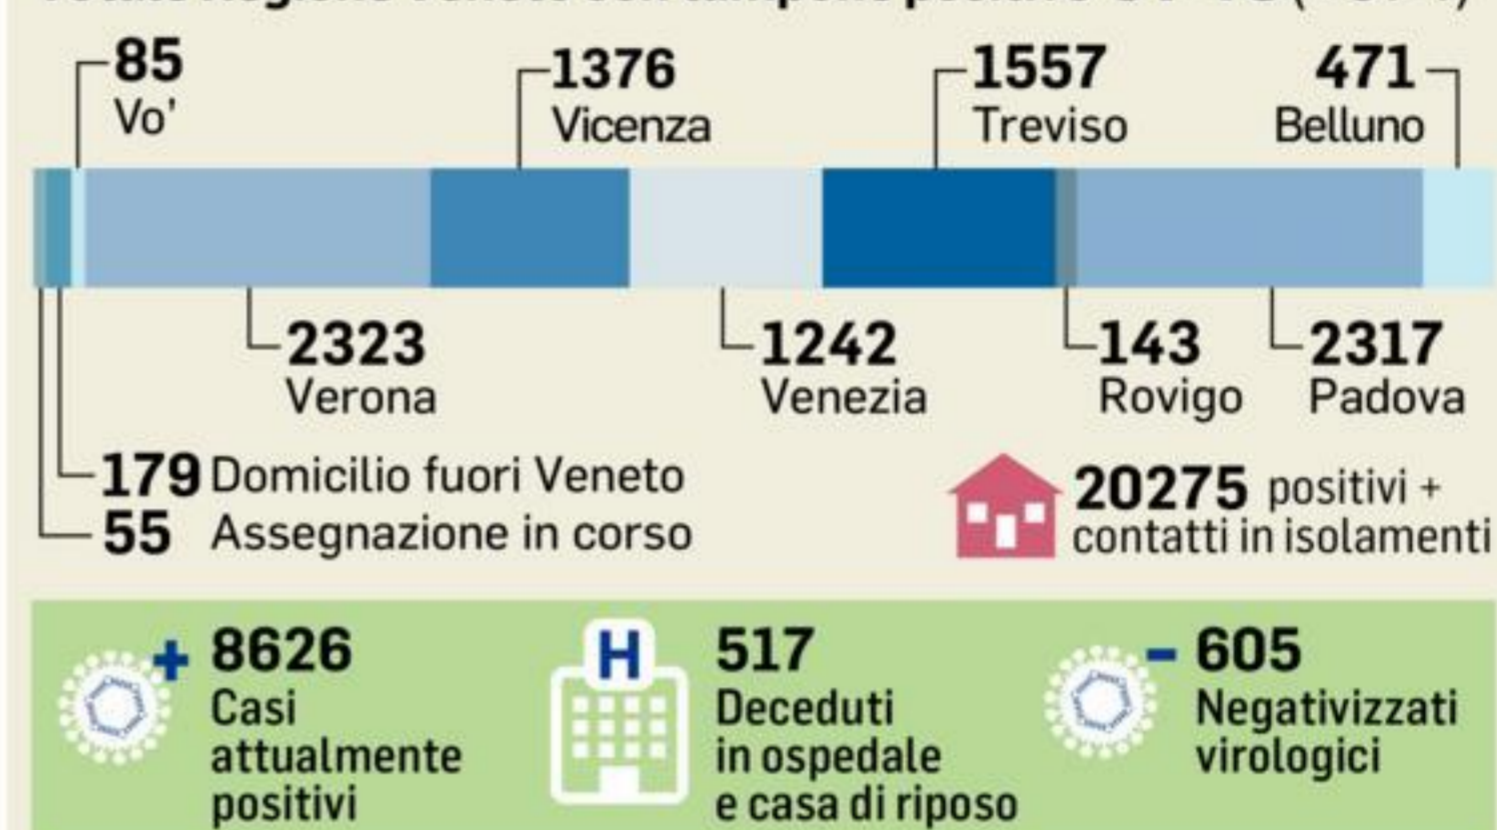 85
Vo'
1376
Vicenza
1557
Treviso
471
Belluno
2323
Verona
1242
Venezia
143
Rovigo
2317
Padova
179 Domicilio fuori Veneto
55 Assegnazione in corso
20275 positivi +
contatti in isolamenti
+ 8626
Casi
attualmente
positivi
H
517
Deceduti
in ospedale
e casa di riposo
- 605
Negativizzati
virologici